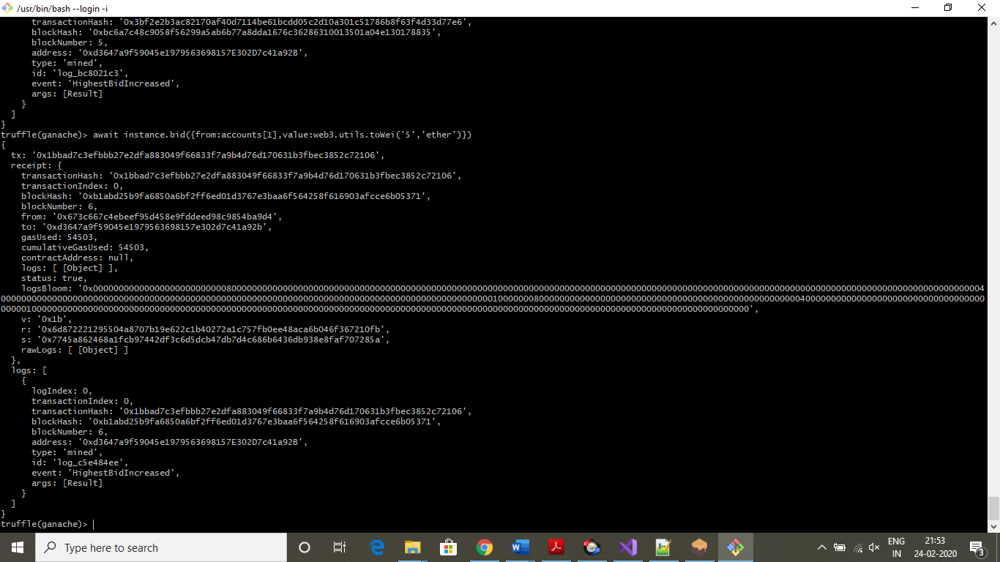 /usr/bin/bash --login -i
transactionHash: '0x3bf2e2b3ac82170af40d7114be61bcdd05c2d10a301c51786b8f63f4d33d77e6',
blockHash: '0xbc6a7c48c9058f56299a5ab6b77a8dda1676c36286310013501a04e130178835',
blockNumber: 5,
address: '0xd3647a9f59045e1979563698157E302D7c41a92B',
type: 'mined',
id: 'log_bc8021c3',
event: 'HighestBidIncreased',
args: [Result]
}
]
}
truffle(ganache)> await instance.bid({from:accounts[1],value:web3.utils.toWei('5','ether')})
{
tx: '0x1bbad7c3efbbb27e2dfa883049f66833f7a9b4d76d170631b3fbec3852c72106',
receipt: {
transactionHash: '0x1bbad7c3efbbb27e2dfa883049f66833f7a9b4d76d170631b3fbec3852c72106',
transactionIndex: 0,
blockHash: '0xb1abd25b9fa6850a6bf2ff6ed01d3767e3baa6f564258f616903afcce6b05371',
blockNumber: 6,
from: '0x673c667c4ebeef95d458e9fddeed98c9854ba9d4',
to: '0xd3647a9f59045e1979563698157e302d7c41a92b',
gasUsed: 54503,
cumulativeGasUsed: 54503,
contractAddress: null,
logs: [ [Object] ],
status: true,
logsBloom:
v: '0x1b',
r: '0x6d872221295504a8707b19e622c1b40272a1c757fb0ee48aca6b046f367210fb',
s: '0x7745a862468a1fcb97442df3c6d5dcb47db7d4c686b6436db938e8faf707285a',
rawLogs: [ [Object] ]
},
logs: [
{
logIndex: 0,
transactionIndex: 0,
transactionHash: '0x1bbad7c3efbbb27e2dfa883049f66833f7a9b4d76d170631b3fbec3852c72106',
blockHash: '0xb1abd25b9fa6850a6bf2ff6ed01d3767e3baa6f564258f616903afcce6b05371',
blockNumber: 6,
address: '0xd3647a9f59045e1979563698157E302D7c41a92B',
type: 'mined',
id: 'log_c5e484ee',
event: 'HighestBidIncreased',
args: [Result]
}
]
}
truffle(ganache)>
Type here to search
ENG
IN
21:53
24-02-2020
3